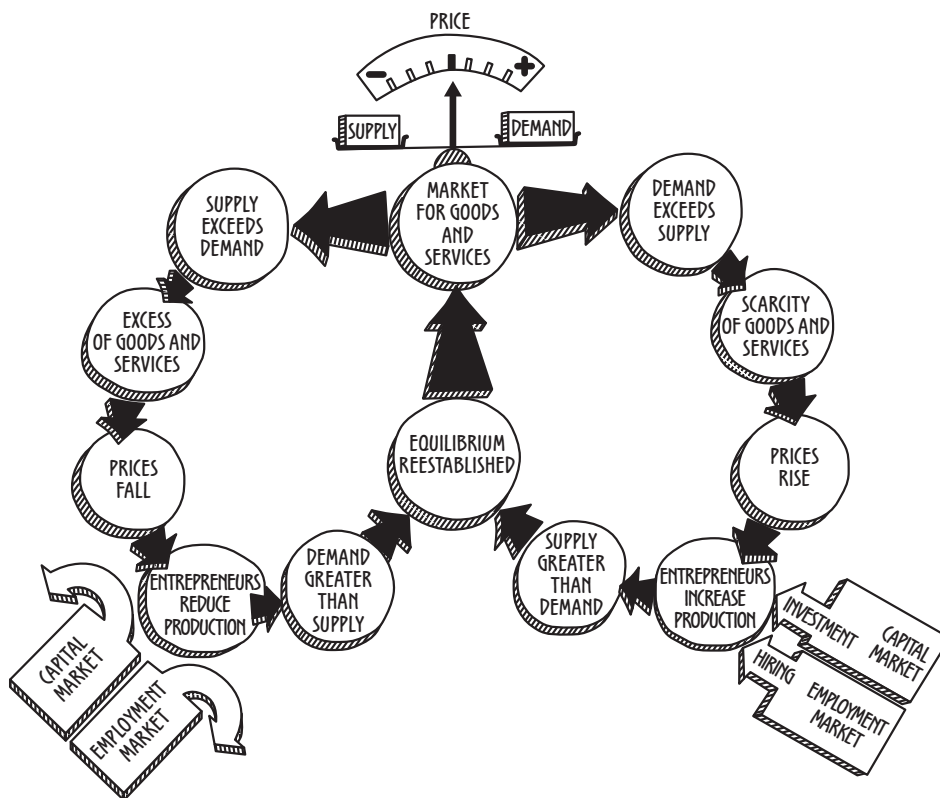 PRICE
SUPPLY
DEMAND
MARKET
FOR GOODS
AND
SERVICES
SUPPLY
EXCEEDS
DEMAND
EXCESS
OF GOODS AND
SERVICES
PRICES
FALL
ENTREPRENEURS
REDUCE
PRODUCTION
DEMAND
GREATER
THAN
SUPPLY
EQUILIBRIUM
REESTABLISHED
DEMAND
EXCEEDS
SUPPLY
SCARCITY
OF GOODS AND
SERVICES
PRICES
RISE
ENTREPRENEURS
INCREASE
PRODUCTION
SUPPLY
GREATER
THAN
DEMAND
CAPITAL
MARKET
EMPLOYMENT
MARKET
INVESTMENT
CAPITAL
MARKET
HIRING
EMPLOYMENT
MARKET